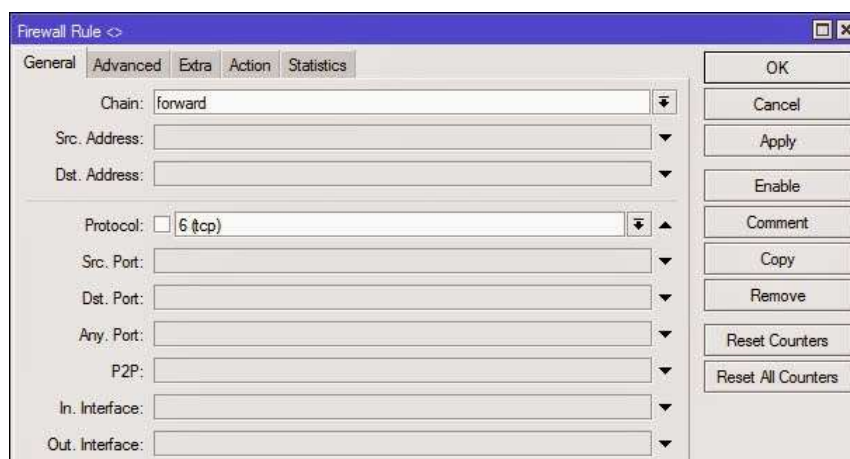 Firewall Rule <>
General Advanced Extra Action Statistics
Chain: forward
Src. Address:
Dst. Address:
Protocol: 6 (tcp)
Src. Port:
Dst. Port:
Any. Port:
P2P:
In. Interface:
Out. Interface:
OK
Cancel
Apply
Enable
Comment
Copy
Remove
Reset Counters
Reset All Counters